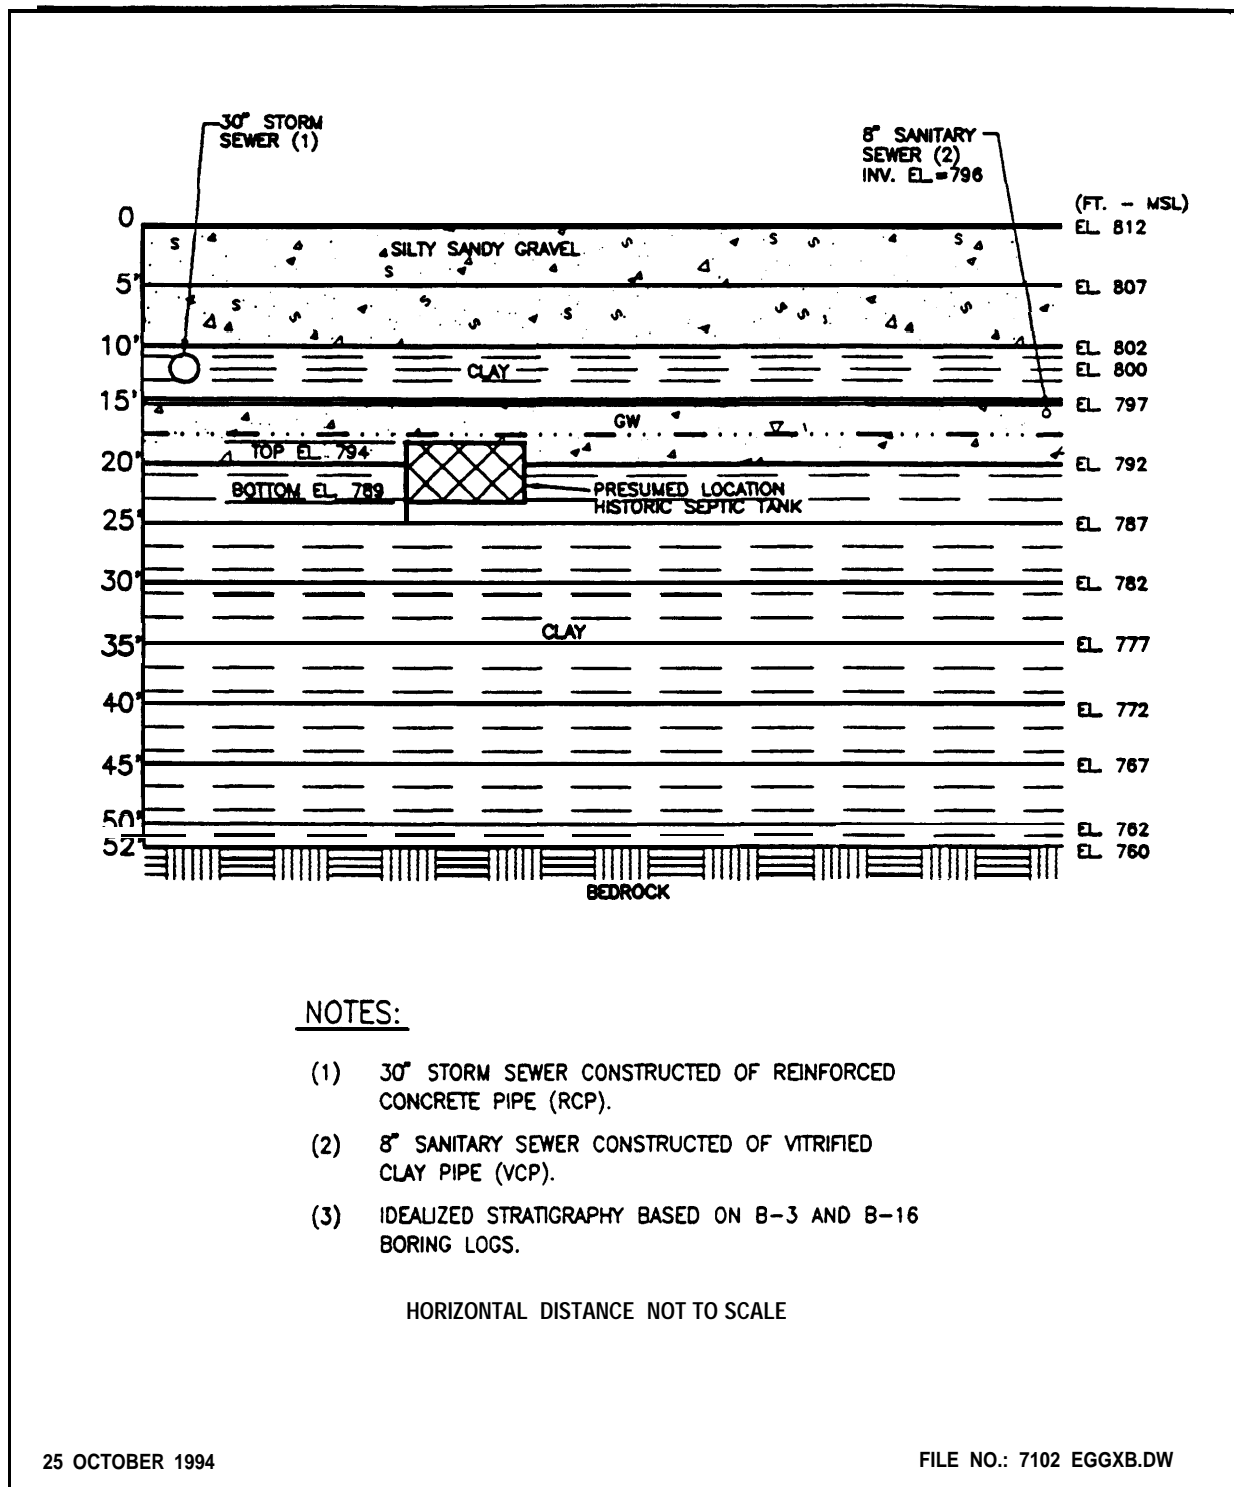 30" STORM
SEWER (1)
8" SANITARY
SEWER (2)
INV. EL=796
(FT. - MSL)
0
EL 812
SILTY SANDY GRAVEL
5'
EL 807
10'
EL 802
CLAY
EL 800
15'
EL 797
GW
TOP EL 794
20'
EL 792
BOTTOM EL 789
PRESUMED LOCATION
HISTORIC SEPTIC TANK
25'
EL 787
30'
EL 782
CLAY
35'
EL 777
40'
EL 772
45'
EL 767
50'
EL 762
52'
EL 760
BEDROCK
NOTES:
(1) 30" STORM SEWER CONSTRUCTED OF REINFORCED
CONCRETE PIPE (RCP).
(2) 8" SANITARY SEWER CONSTRUCTED OF VITRIFIED
CLAY PIPE (VCP).
(3) IDEALIZED STRATIGRAPHY BASED ON B-3 AND B-16
BORING LOGS.
HORIZONTAL DISTANCE NOT TO SCALE
25 OCTOBER 1994
FILE NO.: 7102 EGGXB.DW